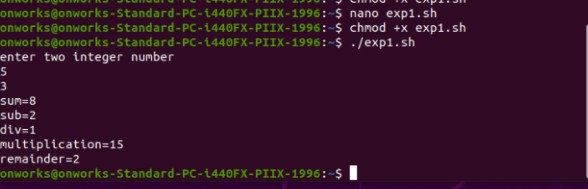 onworks@onworks-Standard-PC-i440FX-PIIX-1996:~$ chmod +x exp1.sh
onworks@onworks-Standard-PC-i440FX-PIIX-1996:~$ nano exp1.sh
onworks@onworks-Standard-PC-i440FX-PIIX-1996:~$ chmod +x exp1.sh
onworks@onworks-Standard-PC-i440FX-PIIX-1996:~$ ./exp1.sh
enter two integer number
5
3
sum=8
sub=2
div=1
multiplication=15
remainder=2
onworks@onworks-Standard-PC-i440FX-PIIX-1996:~$